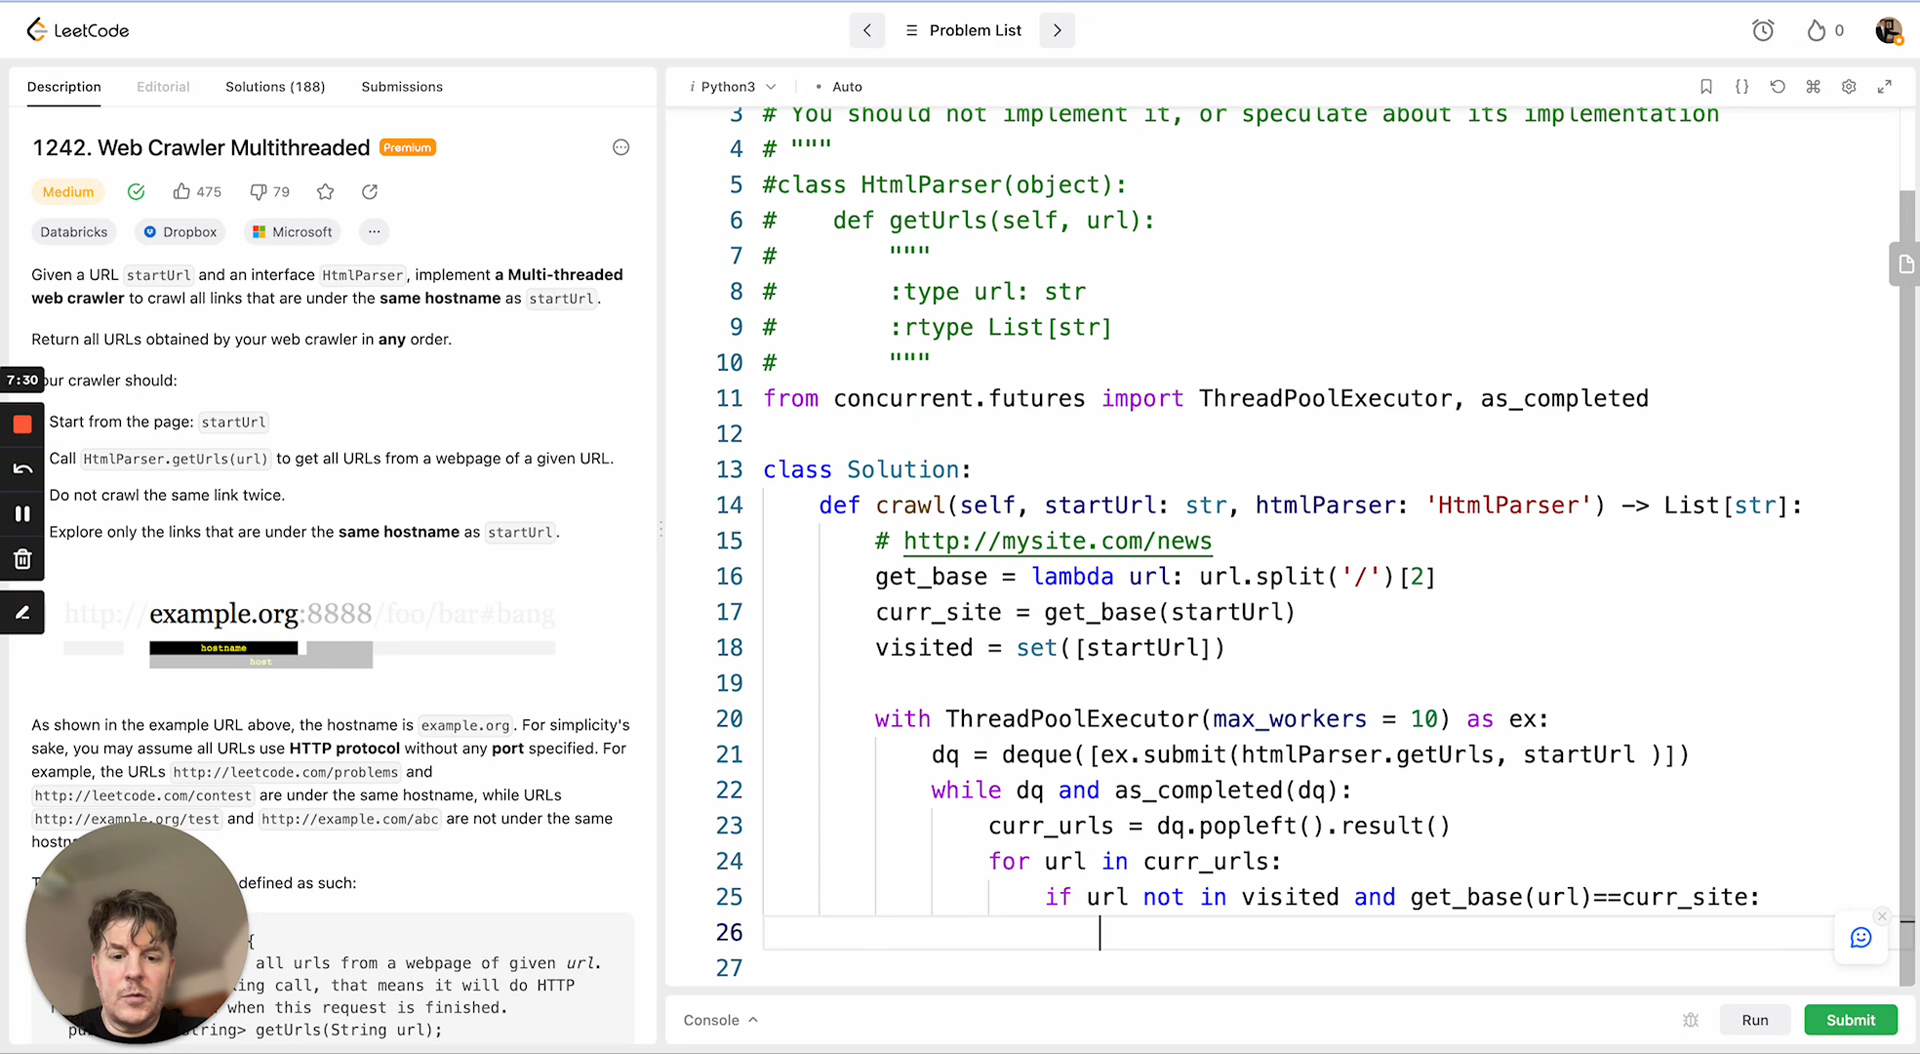 LeetCode
Problem List
0
Description
Editorial
Solutions (188)
Submissions
1242. Web Crawler Multithreaded Premium
Medium
475
79
Databricks
Dropbox
Microsoft
...
Given a URL startUrl and an interface HtmlParser, implement a Multi-threaded
web crawler to crawl all links that are under the same hostname as startUrl.
Return all URLs obtained by your web crawler in any order.
7:30
our crawler should:
Start from the page: startUrl
Call HtmlParser.getUrls(url) to get all URLs from a webpage of a given URL.
Do not crawl the same link twice.
Explore only the links that are under the same hostname as startUrl.
http://example.org:8888/foo/bar#bang
hostname
host
As shown in the example URL above, the hostname is example.org. For simplicity's
sake, you may assume all URLs use HTTP protocol without any port specified. For
example, the URLs http://leetcode.com/problems and
http://leetcode.com/contest are under the same hostname, while URLs
http://example.org/test and http://example.com/abc are not under the same
hostn
T defined as such:
{
all urls from a webpage of given url.
king call, that means it will do HTTP
when this request is finished.
pu tring> getUrls(String url);
i Python3
• Auto
3 # You should not implement it, or speculate about its implementation
4 # """
5 #class HtmlParser(object):
6 #    def getUrls(self, url):
7 #        """
8 #        :type url: str
9 #        :rtype List[str]
10 #        """
11 from concurrent.futures import ThreadPoolExecutor, as_completed
12
13 class Solution:
14     def crawl(self, startUrl: str, htmlParser: 'HtmlParser') -> List[str]:
15         # http://mysite.com/news
16         get_base = lambda url: url.split('/')[2]
17         curr_site = get_base(startUrl)
18         visited = set([startUrl])
19
20         with ThreadPoolExecutor(max_workers = 10) as ex:
21             dq = deque([ex.submit(htmlParser.getUrls, startUrl )])
22             while dq and as_completed(dq):
23                 curr_urls = dq.popleft().result()
24                 for url in curr_urls:
25                     if url not in visited and get_base(url)==curr_site:
26
27
Console
Run
Submit